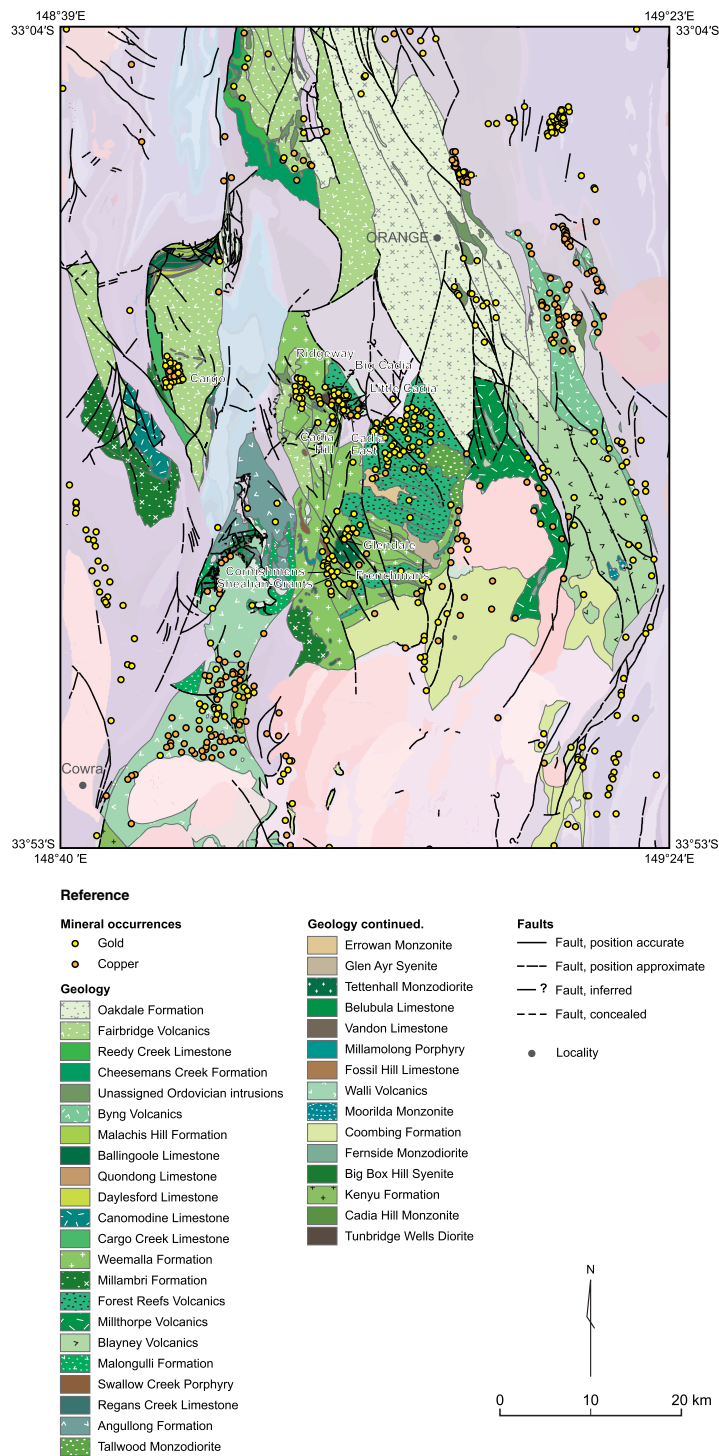 148°39′E
149°23′E
33°04′S
33°04′S
ORANGE
Ridgeway
Big Cadia
Cargo
Little Cadia
Cadia
Hill
Cadia
East
Glendale
Cornishmens
Frenchmans
Sheahan-Grants
Cowra
33°53′S
33°53′S
148°40 ′E
149°24′E
Reference
Mineral occurrences
Gold
Copper
Geology
Oakdale Formation
Fairbridge Volcanics
Reedy Creek Limestone
Cheesemans Creek Formation
Unassigned Ordovician intrusions
Byng Volcanics
Malachis Hill Formation
Ballingoole Limestone
Quondong Limestone
Daylesford Limestone
Canomodine Limestone
Cargo Creek Limestone
Weemalla Formation
Millambri Formation
Forest Reefs Volcanics
Millthorpe Volcanics
Blayney Volcanics
Malongulli Formation
Swallow Creek Porphyry
Regans Creek Limestone
Angullong Formation
Tallwood Monzodiorite
Geology continued.
Errowan Monzonite
Glen Ayr Syenite
Tettenhall Monzodiorite
Belubula Limestone
Vandon Limestone
Millamolong Porphyry
Fossil Hill Limestone
Walli Volcanics
Moorilda Monzonite
Coombing Formation
Fernside Monzodiorite
Big Box Hill Syenite
Kenyu Formation
Cadia Hill Monzonite
Tunbridge Wells Diorite
Faults
Fault, position accurate
Fault, position approximate
? Fault, inferred
Fault, concealed
Locality
N
0 10 20 km